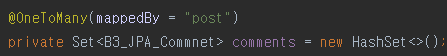 @OneToMany(mappedBy = "post")
private Set<B3_JPA_Commnet> comments = new HashSet<>();